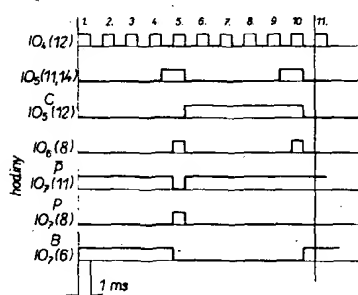 1. 2. 3. 4. 5. 6. 7. 8. 9. 10. 11.
IO₄(12)
IO₅(11,14)
C
IO₅(12)
IO₆(8)
P̄
IO₇(11)
P
IO₇(8)
B
IO₇(6)
hodiny
1 ms